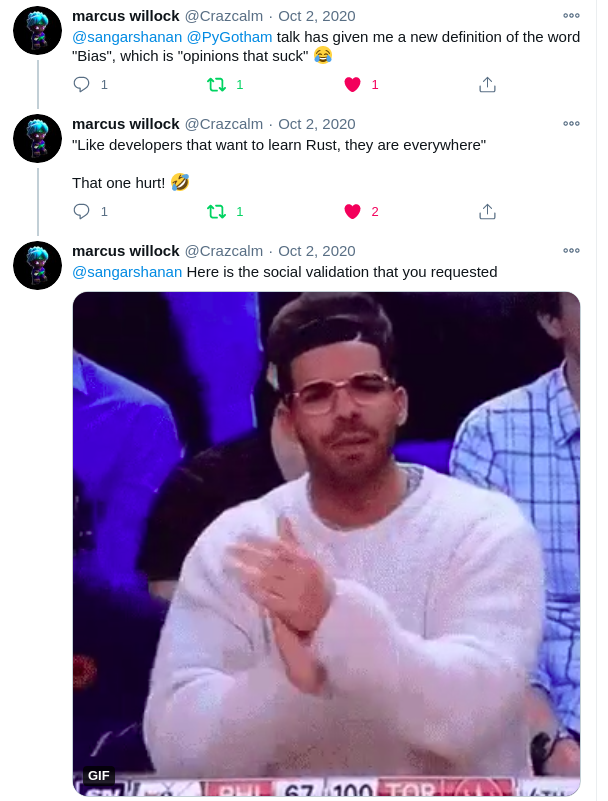 marcus willock @Crazcalm · Oct 2, 2020
@sangarshanan @PyGotham talk has given me a new definition of the word
"Bias", which is "opinions that suck" 😂
1 1 1
marcus willock @Crazcalm · Oct 2, 2020
"Like developers that want to learn Rust, they are everywhere"
That one hurt! 🤣
1 1 2
marcus willock @Crazcalm · Oct 2, 2020
@sangarshanan Here is the social validation that you requested
GIF
SN PHI 67 100 TOR 4TH